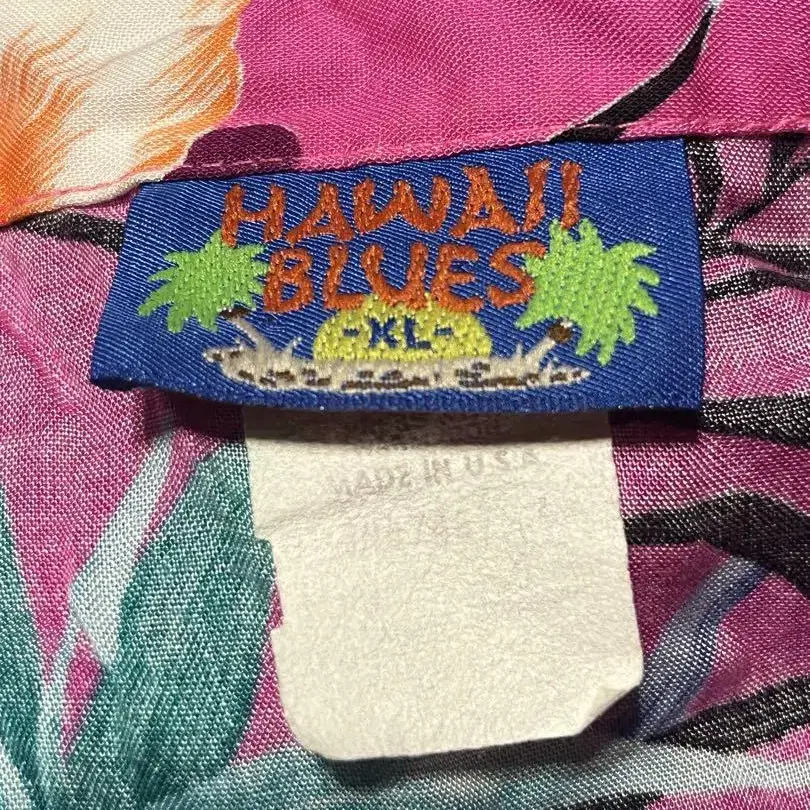 HAWAII
BLUES
-XL-
MADE IN U.S.A